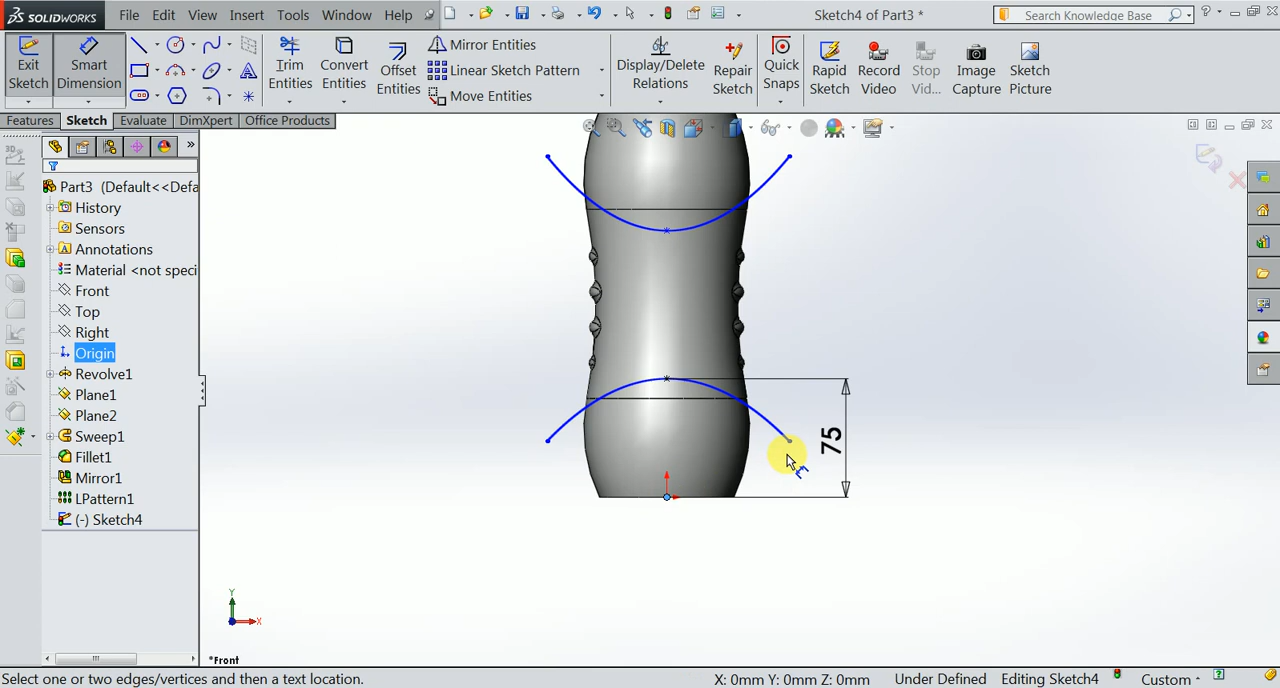 SOLIDWORKS File Edit View Insert Tools Window Help Sketch4 of Part3 * Search Knowledge Base ?
Exit Sketch
Smart Dimension
Trim Entities
Convert Entities
Offset Entities
Mirror Entities
Linear Sketch Pattern
Move Entities
Display/Delete Relations
Repair Sketch
Quick Snaps
Rapid Sketch
Record Video
Stop Vid...
Image Capture
Sketch Picture
Features Sketch Evaluate DimXpert Office Products
Part3 (Default<<Defa
History
Sensors
Annotations
Material <not speci
Front
Top
Right
Origin
Revolve1
Plane1
Plane2
Sweep1
Fillet1
Mirror1
LPattern1
(-) Sketch4
75
Y
X
*Front
Select one or two edges/vertices and then a text location. X: 0mm Y: 0mm Z: 0mm Under Defined Editing Sketch4 Custom ?